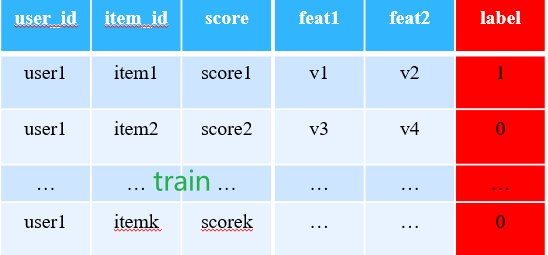 user_id item_id score feat1 feat2 label
user1 item1 score1 v1 v2 1
user1 item2 score2 v3 v4 0
... ... train ... ... ... ...
user1 itemk scorek ... ... 0